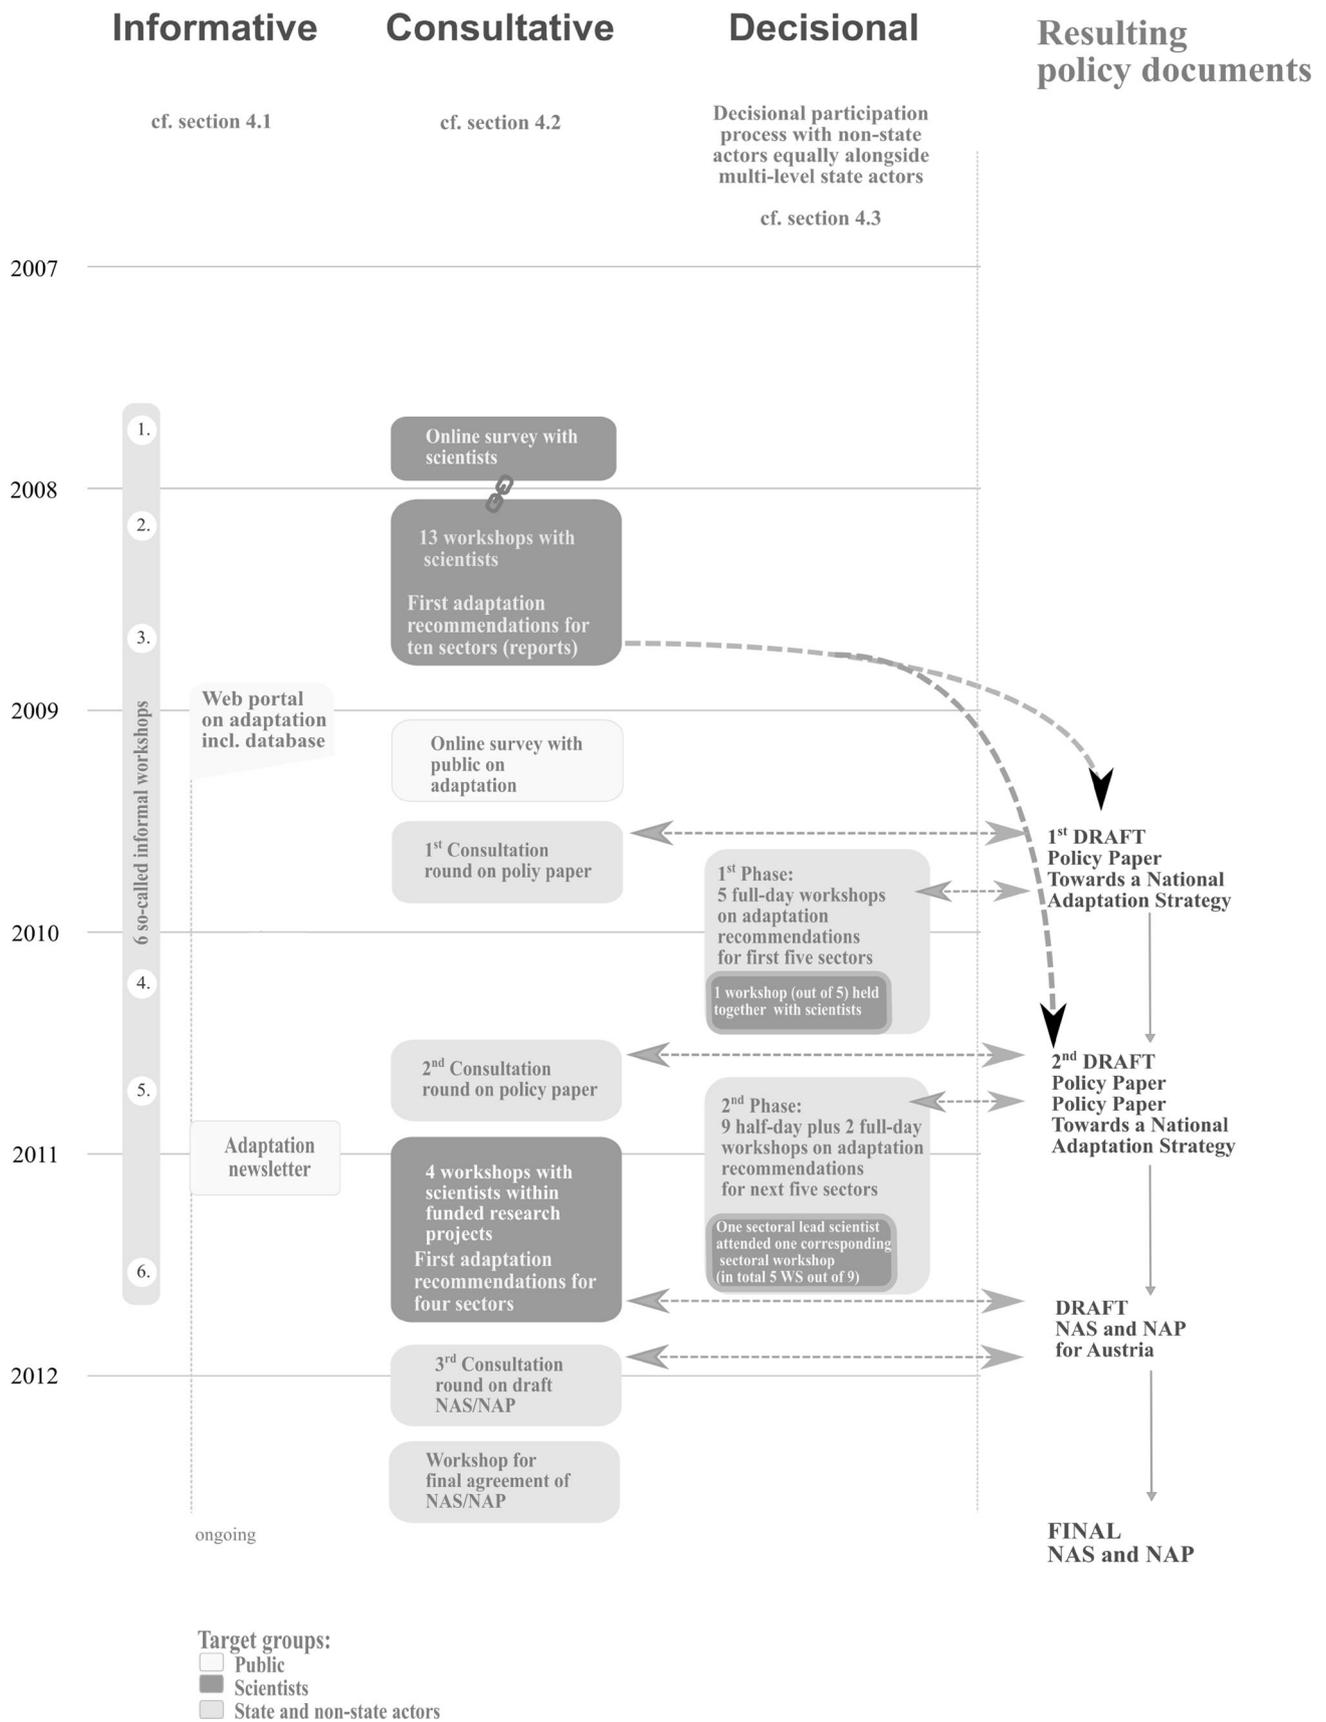 Informative
Consultative
Decisional
Resulting
policy documents
cf. section 4.1
cf. section 4.2
Decisional participation
process with non-state
actors equally alongside
multi-level state actors
cf. section 4.3
2007
2008
2009
2010
2011
2012
1.
2.
3.
6 so-called informal workshops
4.
5.
6.
Web portal
on adaptation
incl. database
Adaptation
newsletter
ongoing
Online survey with
scientists
13 workshops with
scientists
First adaptation
recommendations for
ten sectors (reports)
Online survey with
public on
adaptation
1st Consultation
round on poliy paper
2nd Consultation
round on policy paper
4 workshops with
scientists within
funded research
projects
First adaptation
recommendations for
four sectors
3rd Consultation
round on draft
NAS/NAP
Workshop for
final agreement of
NAS/NAP
1st Phase:
5 full-day workshops
on adaptation
recommendations
for first five sectors
1 workshop (out of 5) held
together with scientists
2nd Phase:
9 half-day plus 2 full-day
workshops on adaptation
recommendations
for next five sectors
One sectoral lead scientist
attended one corresponding
sectoral workshop
(in total 5 WS out of 9)
1st DRAFT
Policy Paper
Towards a National
Adaptation Strategy
2nd DRAFT
Policy Paper
Policy Paper
Towards a National
Adaptation Strategy
DRAFT
NAS and NAP
for Austria
FINAL
NAS and NAP
Target groups:
Public
Scientists
State and non-state actors